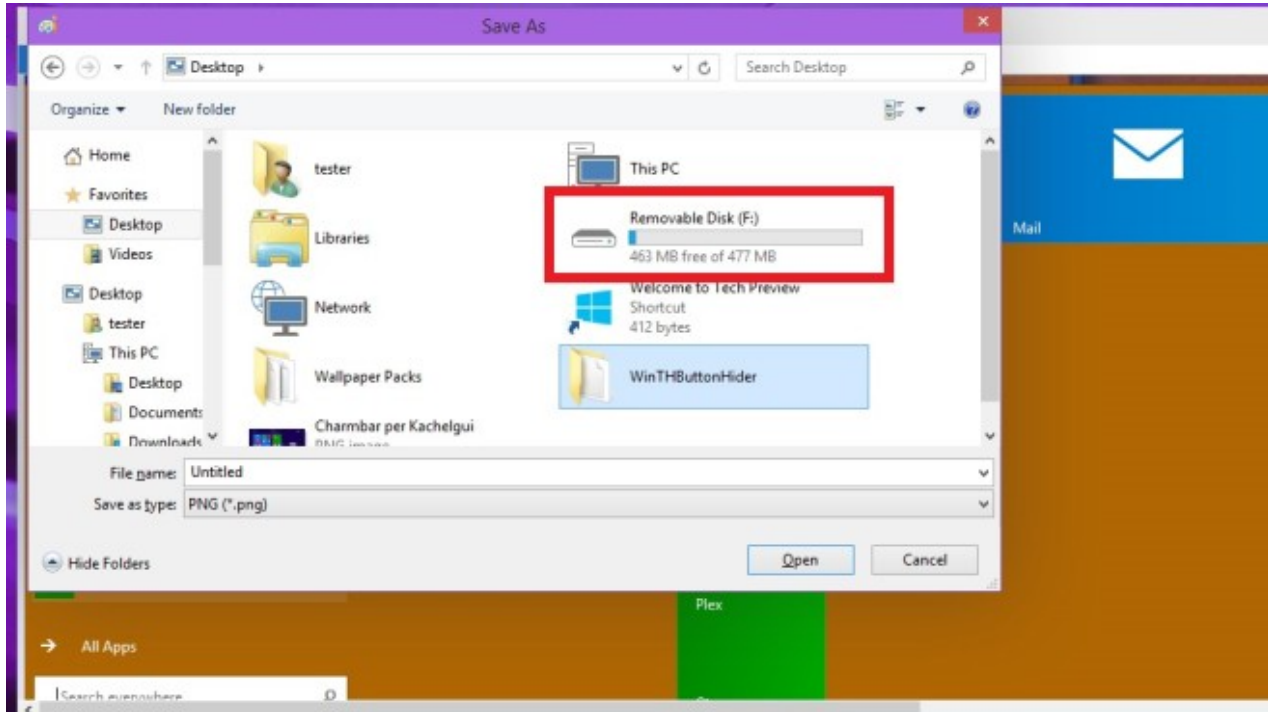 Save As
Desktop
Search Desktop
Organize
New folder
Home
Favorites
Desktop
Videos
Desktop
tester
This PC
Desktop
Documents
Downloads
tester
This PC
Libraries
Removable Disk (F:)
463 MB free of 477 MB
Network
Welcome to Tech Preview
Shortcut
412 bytes
Wallpaper Packs
WinTHButtonHider
Charmbar per Kachelgui
PNG image
File name: Untitled
Save as type: PNG (*.png)
Hide Folders
Open
Cancel
Mail
Plex
All Apps
Search everywhere